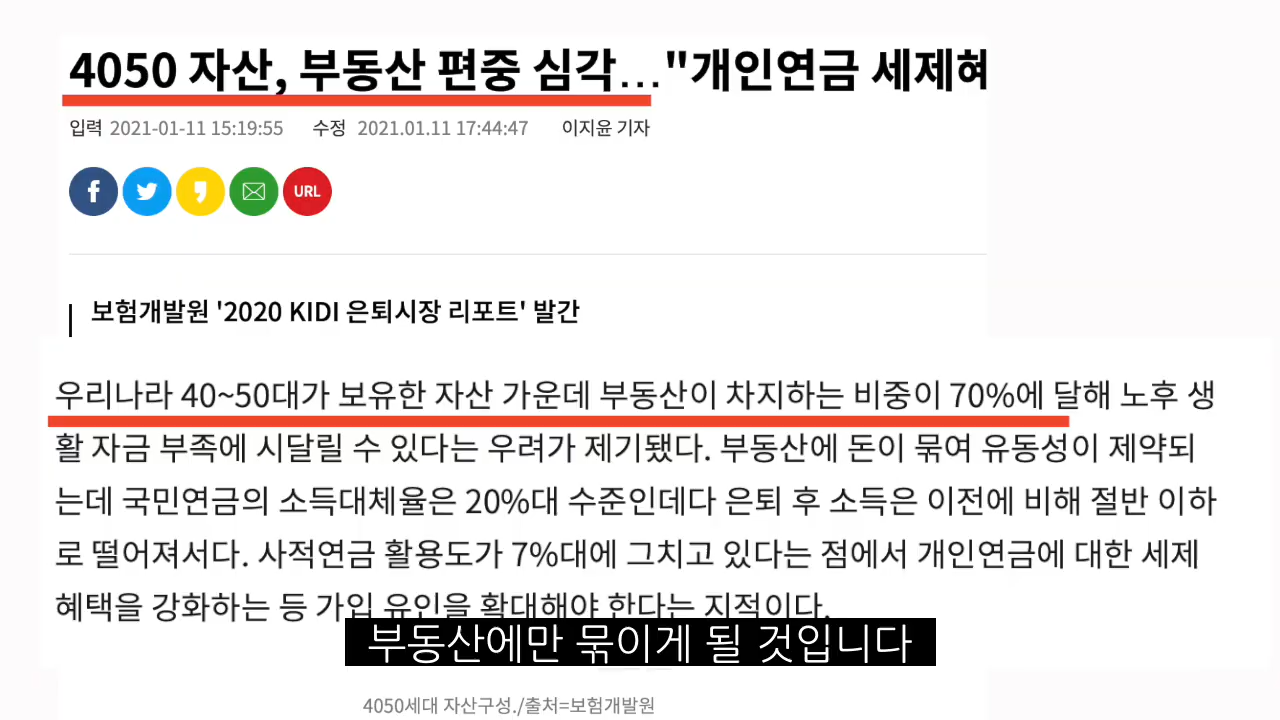 4050 자산, 부동산 편중 심각…"개인연금 세제혜
입력 2021-01-11 15:19:55 수정 2021.01.11 17:44:47 이지윤 기자
URL
보험개발원 '2020 KIDI 은퇴시장 리포트' 발간
우리나라 40~50대가 보유한 자산 가운데 부동산이 차지하는 비중이 70%에 달해 노후 생
활 자금 부족에 시달릴 수 있다는 우려가 제기됐다. 부동산에 돈이 묶여 유동성이 제약되
는데 국민연금의 소득대체율은 20%대 수준인데다 은퇴 후 소득은 이전에 비해 절반 이하
로 떨어져서다. 사적연금 활용도가 7%대에 그치고 있다는 점에서 개인연금에 대한 세제
혜택을 강화하는 등 가입 유인을 확대해야 한다는 지적이다.
부동산에만 묶이게 될 것입니다
4050세대 자산구성./출처=보험개발원